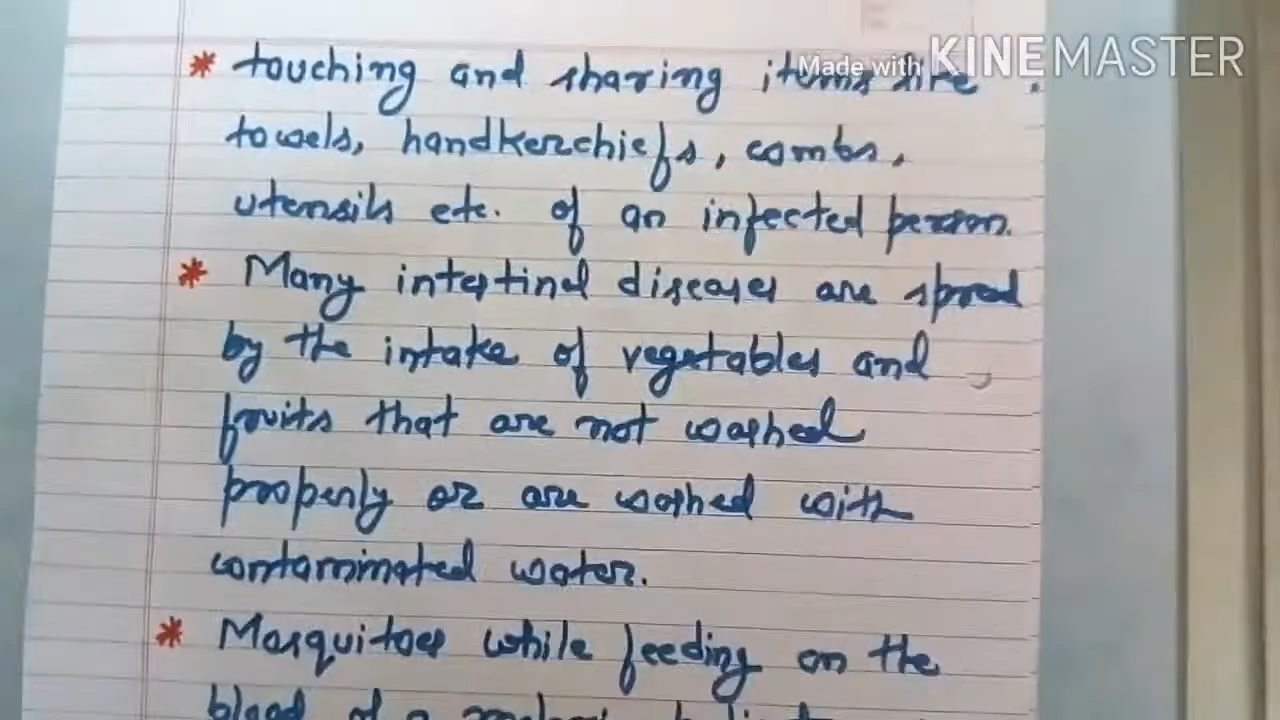 Made with KINEMASTER
* touching and sharing items like
towels, handkerchiefs, combs,
utensils etc. of an infected person.
* Many intestinal diseases are spread
by the intake of vegetables and
fruits that are not washed
properly or are washed with
contaminated water.
* Mosquitoes while feeding on the
blood of a